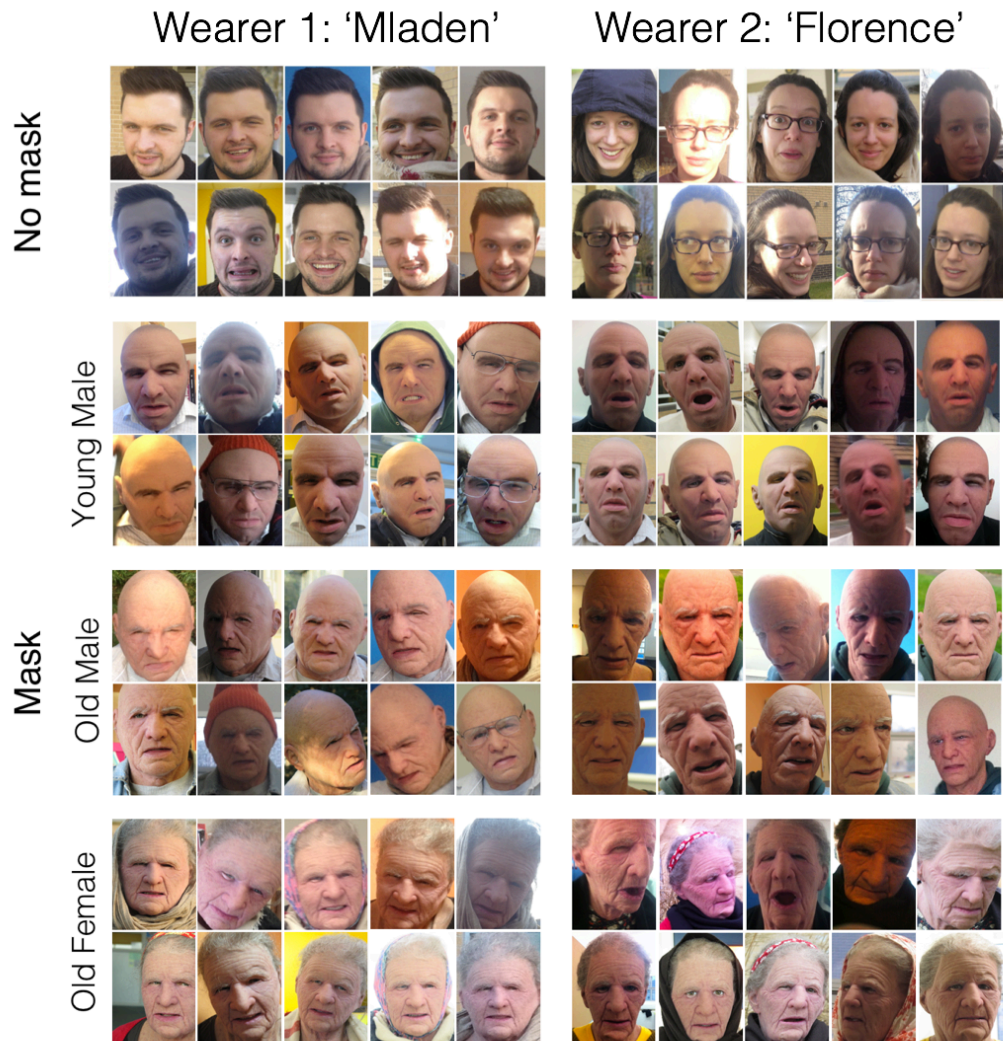 Wearer 1: ‘Mladen’
Wearer 2: ‘Florence’
No mask
Mask
Young Male
Old Male
Old Female